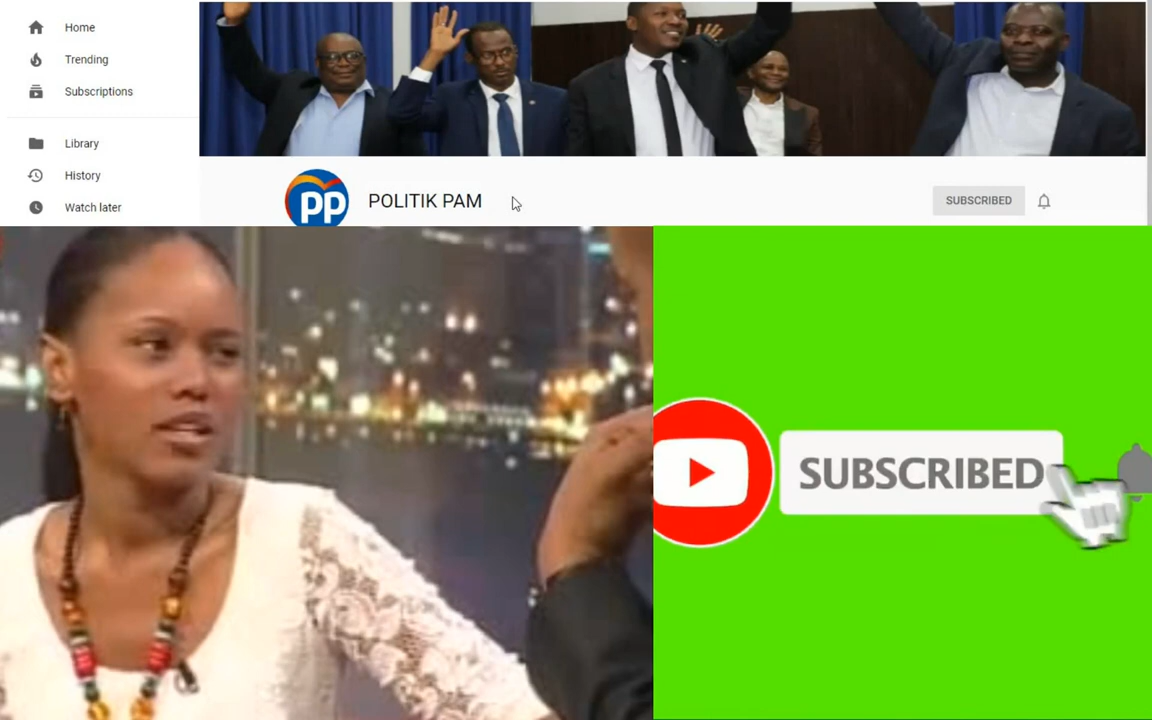 Home
Trending
Subscriptions
Library
History
Watch later
pp
POLITIK PAM
SUBSCRIBED
SUBSCRIBED